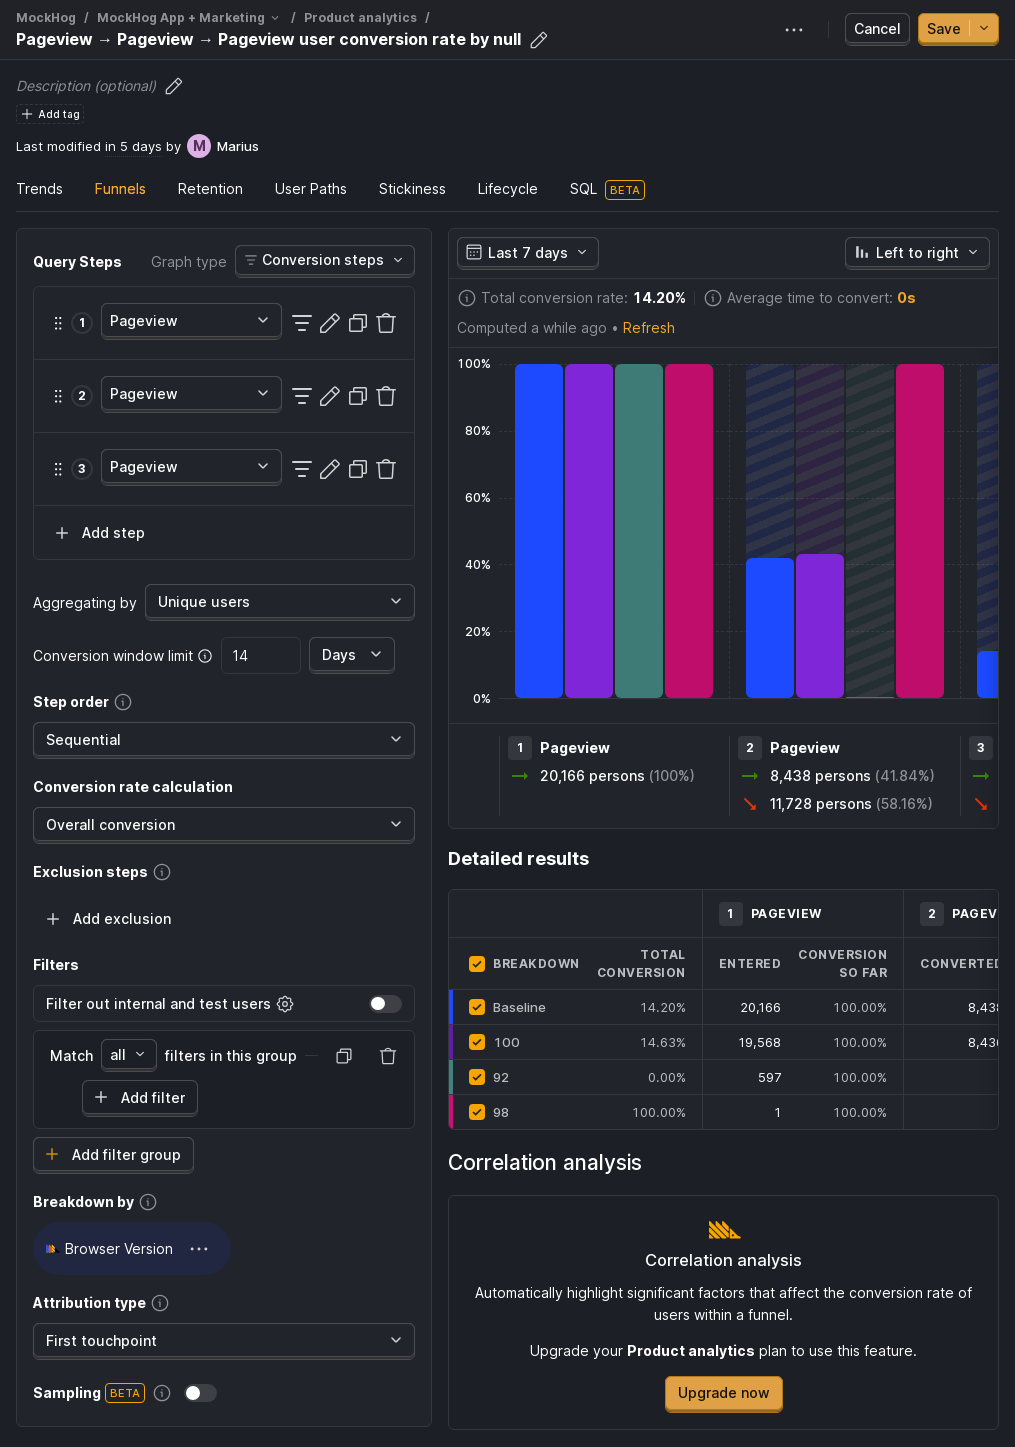 MockHog / MockHog App + Marketing / Product analytics /
Pageview → Pageview → Pageview user conversion rate by null
Cancel
Save
Description (optional)
Add tag
Last modified in 5 days by M Marius
Trends Funnels Retention User Paths Stickiness Lifecycle SQL BETA
Query Steps
Graph type
Conversion steps
1 Pageview
2 Pageview
3 Pageview
Add step
Aggregating by Unique users
Conversion window limit 14 Days
Step order
Sequential
Conversion rate calculation
Overall conversion
Exclusion steps
Add exclusion
Filters
Filter out internal and test users
Match all filters in this group
Add filter
Add filter group
Breakdown by
Browser Version
Attribution type
First touchpoint
Sampling BETA
Last 7 days
Left to right
Total conversion rate: 14.20%
Average time to convert: 0s
Computed a while ago • Refresh
100%
80%
60%
40%
20%
0%
1 Pageview
20,166 persons (100%)
2 Pageview
8,438 persons (41.84%)
11,728 persons (58.16%)
3
Detailed results
1 PAGEVIEW 2 PAGEV
BREAKDOWN TOTAL CONVERSION ENTERED CONVERSION SO FAR CONVERTED
Baseline 14.20% 20,166 100.00% 8,438
100 14.63% 19,568 100.00% 8,436
92 0.00% 597 100.00%
98 100.00% 1 100.00%
Correlation analysis
Correlation analysis
Automatically highlight significant factors that affect the conversion rate of
users within a funnel.
Upgrade your Product analytics plan to use this feature.
Upgrade now